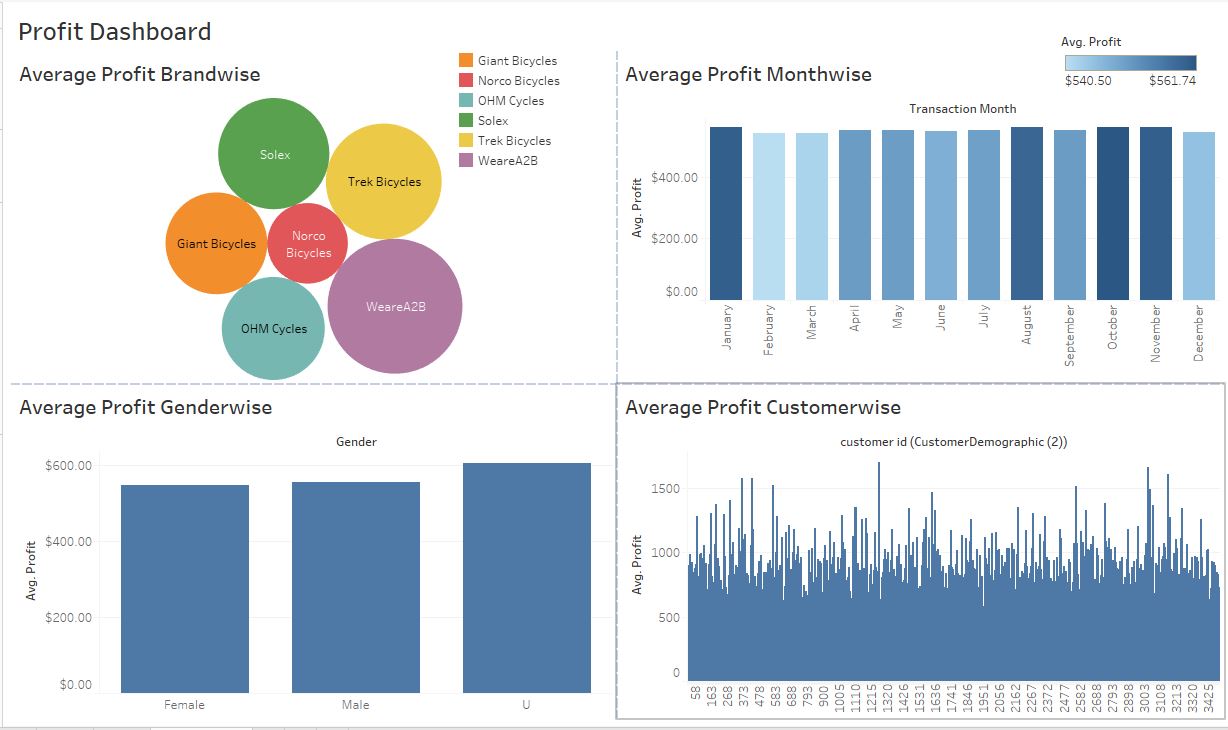 Profit Dashboard
Average Profit Brandwise
Giant Bicycles
Norco Bicycles
OHM Cycles
Solex
Trek Bicycles
WeareA2B
Solex
Trek Bicycles
Giant Bicycles
Norco
Bicycles
WeareA2B
OHM Cycles
Average Profit Monthwise
Avg. Profit
$540.50 $561.74
Transaction Month
Avg. Profit
$400.00
$200.00
$0.00
January
February
March
April
May
June
July
August
September
October
November
December
Average Profit Genderwise
Gender
Avg. Profit
$600.00
$400.00
$200.00
$0.00
Female Male U
Average Profit Customerwise
customer id (CustomerDemographic (2))
Avg. Profit
1500
1000
500
0
58
163
268
373
478
583
688
793
900
1005
1110
1215
1320
1426
1531
1636
1741
1846
1951
2056
2162
2267
2372
2477
2582
2688
2793
2898
3003
3108
3213
3320
3425